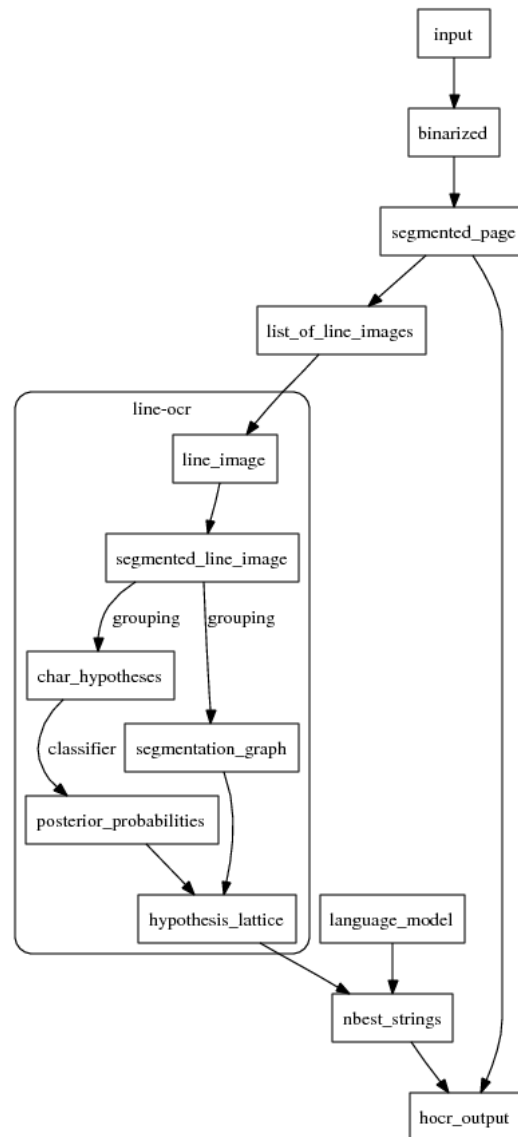 input
binarized
segmented_page
list_of_line_images
line-ocr
line_image
segmented_line_image
grouping
grouping
char_hypotheses
classifier
segmentation_graph
posterior_probabilities
hypothesis_lattice
language_model
nbest_strings
hocr_output